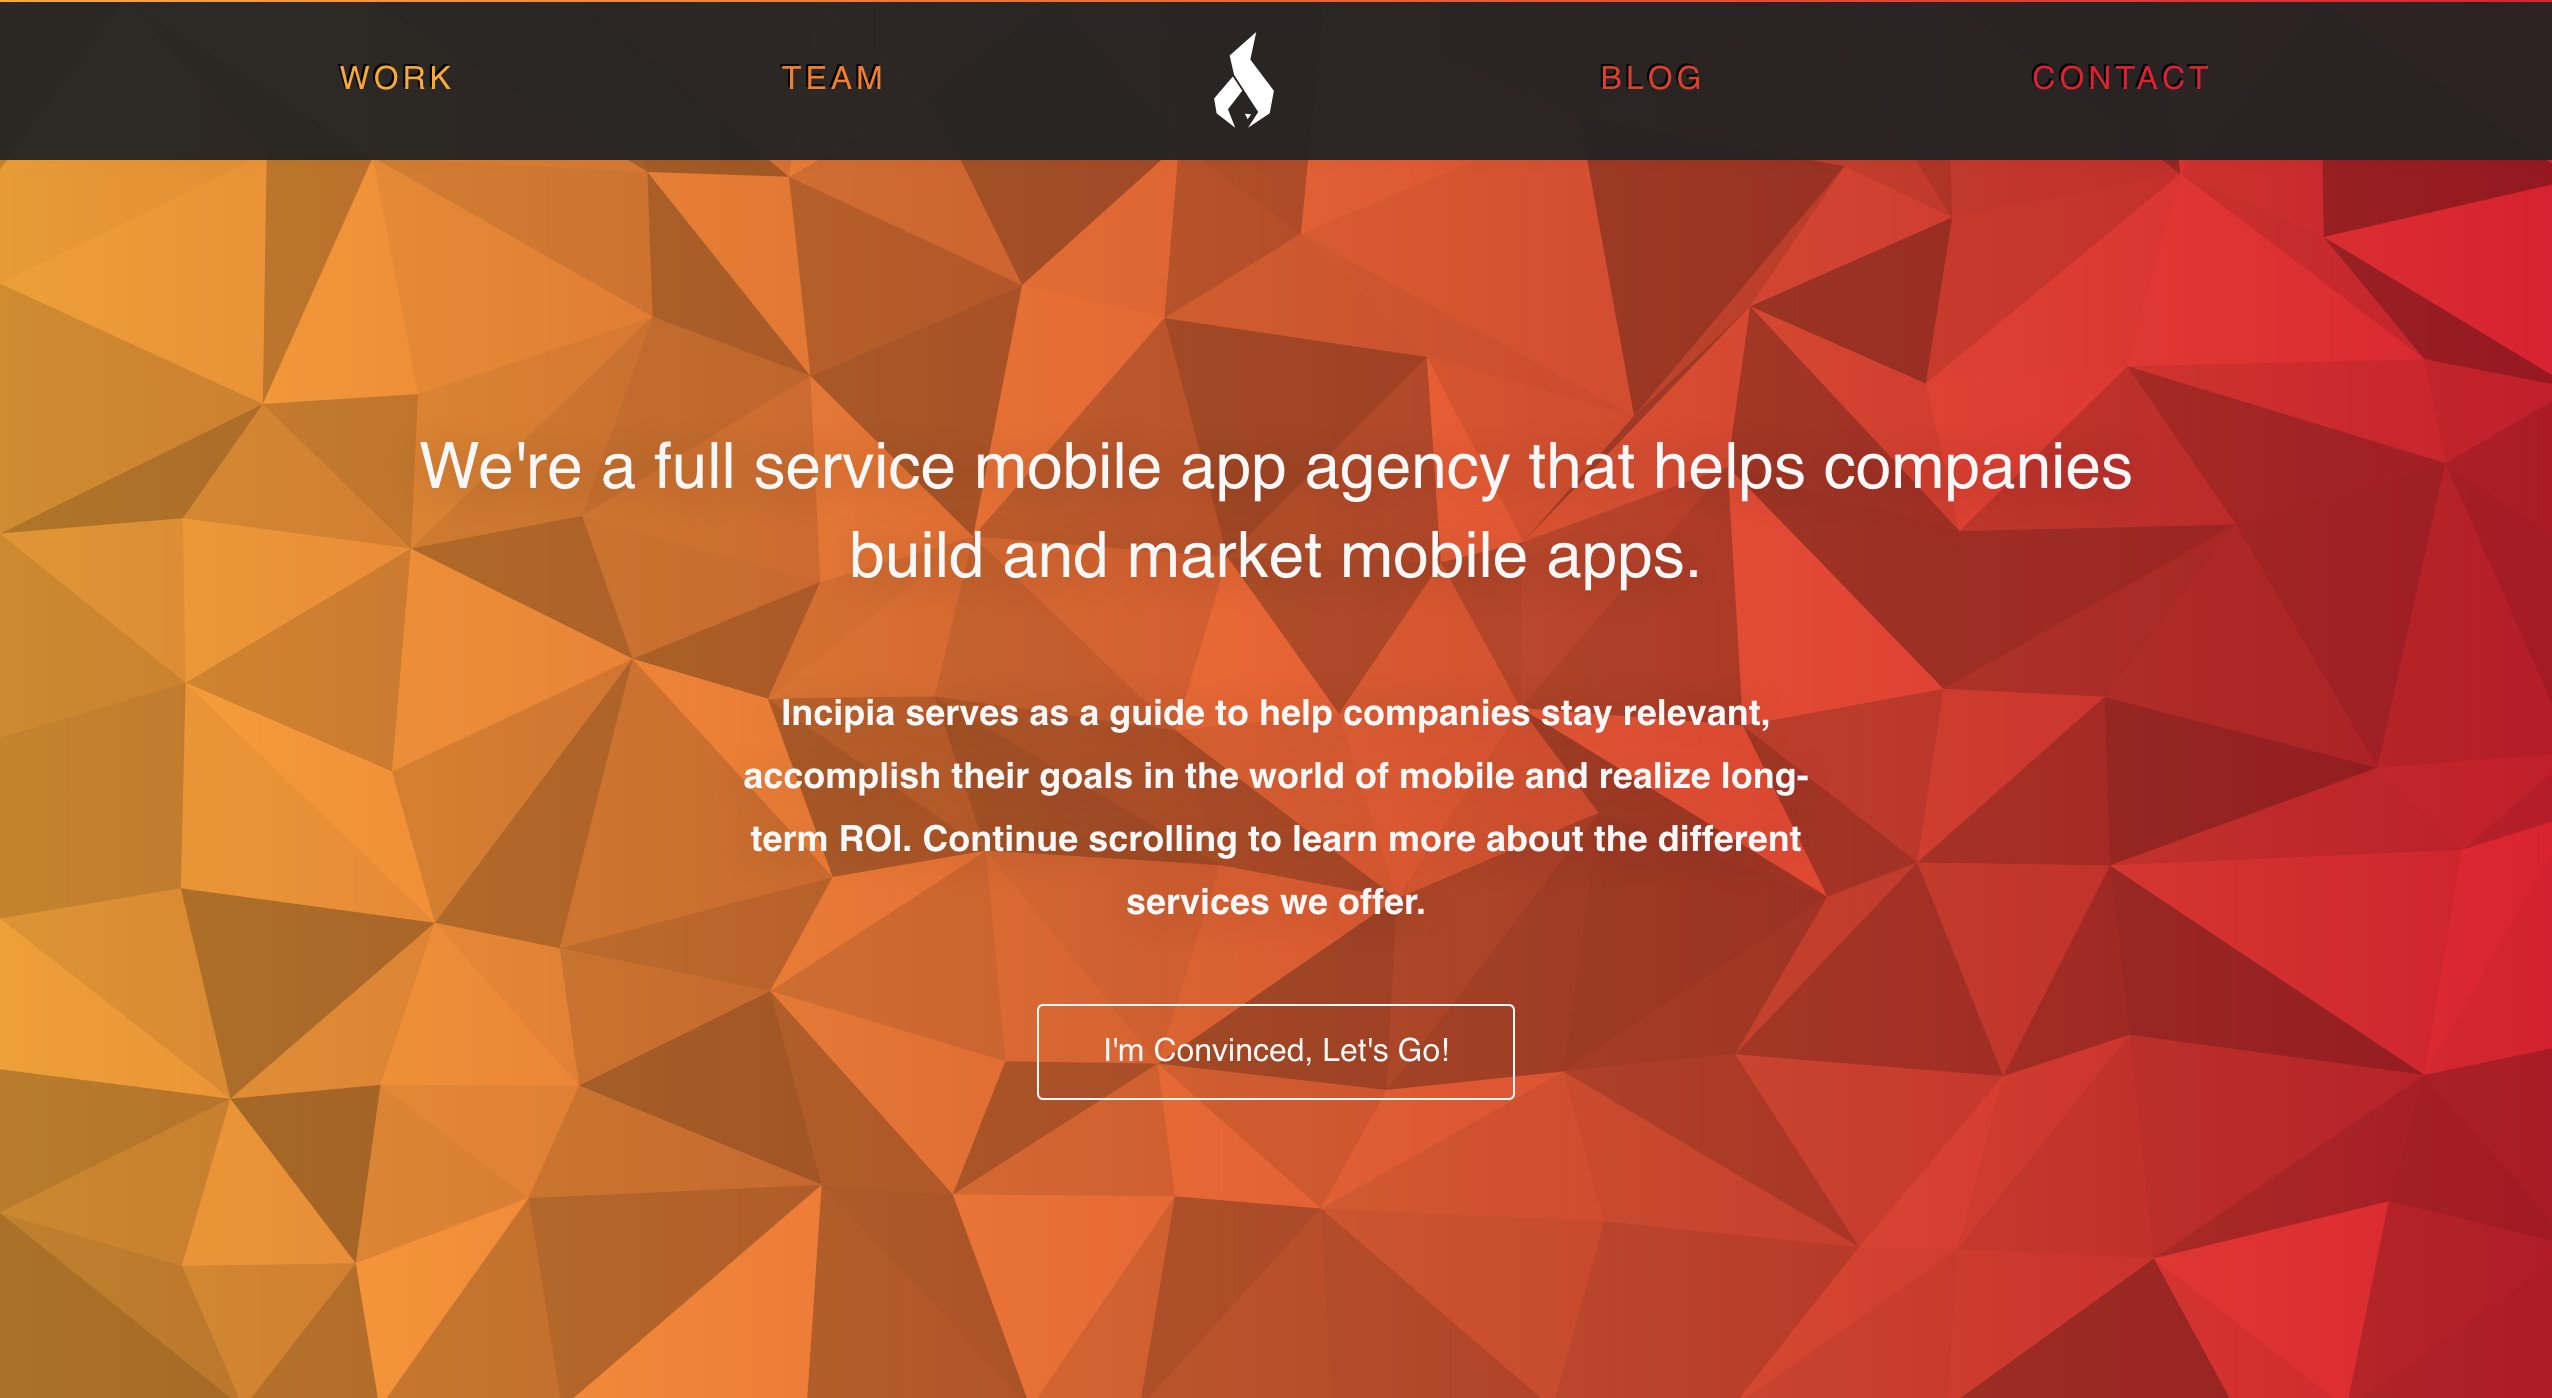 WORK TEAM BLOG CONTACT
We're a full service mobile app agency that helps companies
build and market mobile apps.
Incipia serves as a guide to help companies stay relevant,
accomplish their goals in the world of mobile and realize long-
term ROI. Continue scrolling to learn more about the different
services we offer.
I'm Convinced, Let's Go!